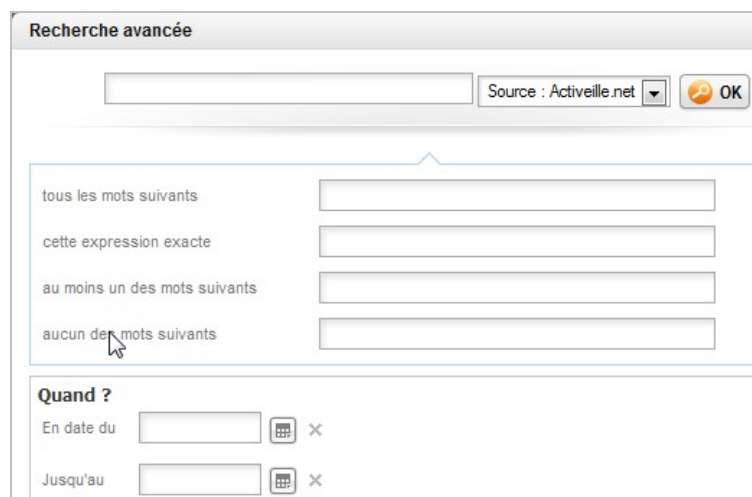 Recherche avancée
Source : Activeille.net OK
tous les mots suivants
cette expression exacte
au moins un des mots suivants
aucun des mots suivants
Quand ?
En date du
Jusqu'au